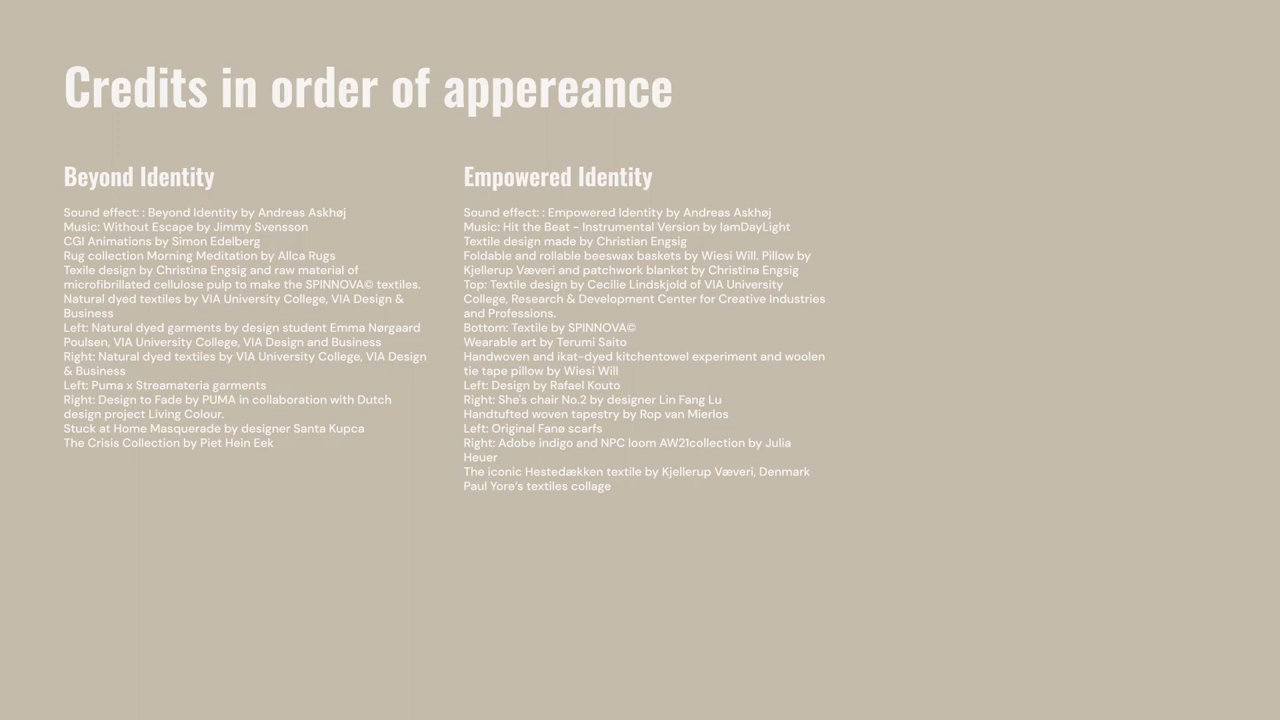 Credits in order of appereance
Beyond Identity
Sound effect: : Beyond Identity by Andreas Askhøj
Music: Without Escape by Jimmy Svensson
CGI Animations by Simon Edelberg
Rug collection Morning Meditation by Allca Rugs
Texile design by Christina Engsig and raw material of
microfibrillated cellulose pulp to make the SPINNOVA© textiles.
Natural dyed textiles by VIA University College, VIA Design &
Business
Left: Natural dyed garments by design student Emma Nørgaard
Poulsen, VIA University College, VIA Design and Business
Right: Natural dyed textiles by VIA University College, VIA Design
& Business
Left: Puma x Streamateria garments
Right: Design to Fade by PUMA in collaboration with Dutch
design project Living Colour.
Stuck at Home Masquerade by designer Santa Kupca
The Crisis Collection by Piet Hein Eek
Empowered Identity
Sound effect: : Empowered Identity by Andreas Askhøj
Music: Hit the Beat - Instrumental Version by IamDayLight
Textile design made by Christian Engsig
Foldable and rollable beeswax baskets by Wiesi Will. Pillow by
Kjellerup Væveri and patchwork blanket by Christina Engsig
Top: Textile design by Cecilie Lindskjold of VIA University
College, Research & Development Center for Creative Industries
and Professions.
Bottom: Textile by SPINNOVA©
Wearable art by Terumi Saito
Handwoven and ikat-dyed kitchentowel experiment and woolen
tie tape pillow by Wiesi Will
Left: Design by Rafael Kouto
Right: She's chair No.2 by designer Lin Fang Lu
Handtufted woven tapestry by Rop van Mierlos
Left: Original Fanø scarfs
Right: Adobe indigo and NPC loom AW21collection by Julia
Heuer
The iconic Hestedækken textile by Kjellerup Væveri, Denmark
Paul Yore's textiles collage